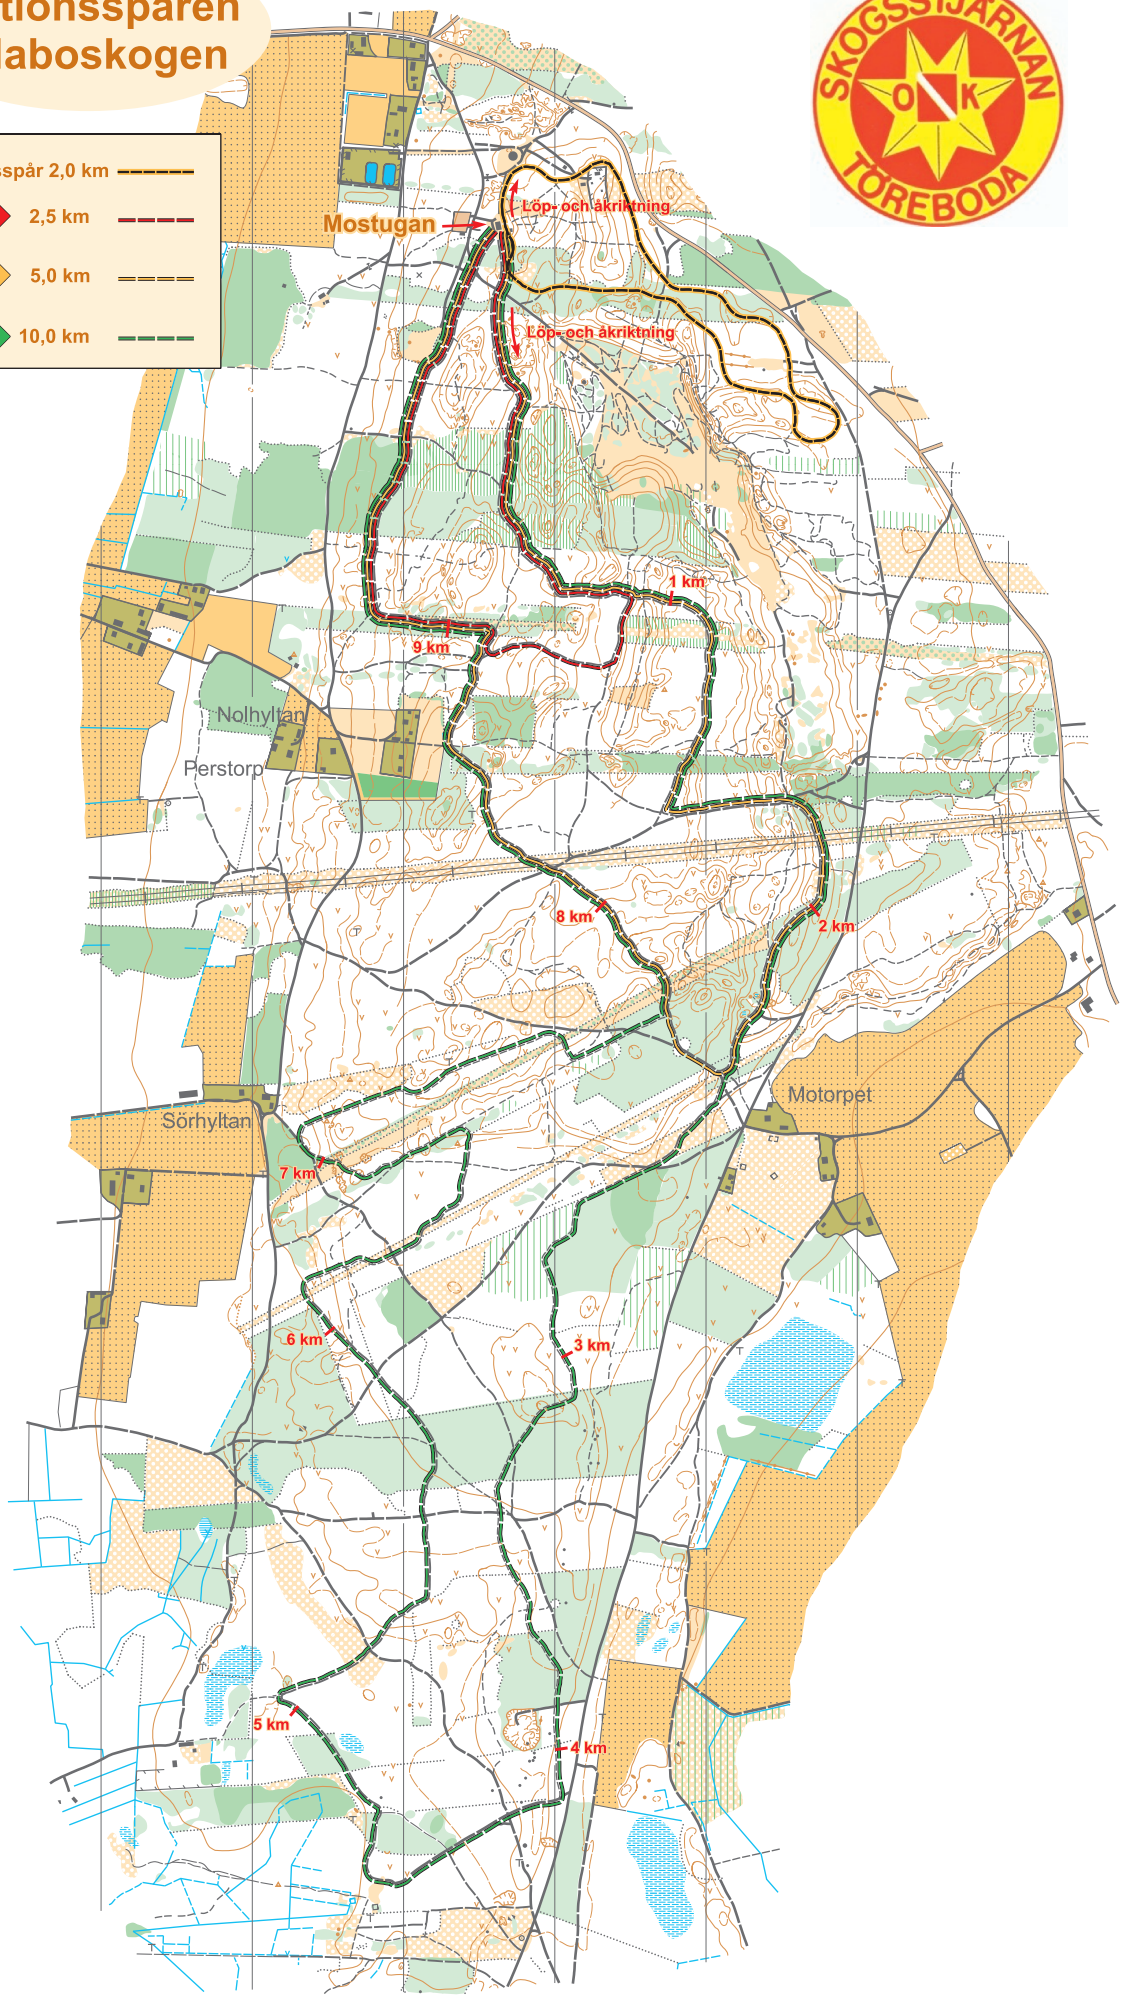 tionsspåren
laboskogen
sspår 2,0 km
2,5 km
5,0 km
10,0 km
SKOGSSTJÄRNAN
OK
TÖREBODA
Löp- och åkriktning
Mostugan
Löp- och åkriktning
1 km
9 km
Nolhyltan
Perstorp
8 km
2 km
Motorpet
Sörhyltan
7 km
6 km
3 km
5 km
4 km